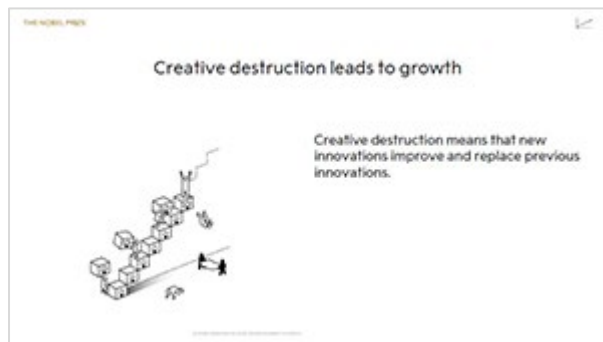 THE NOBEL PRIZE
Creative destruction leads to growth
Creative destruction means that new
innovations improve and replace previous
innovations.